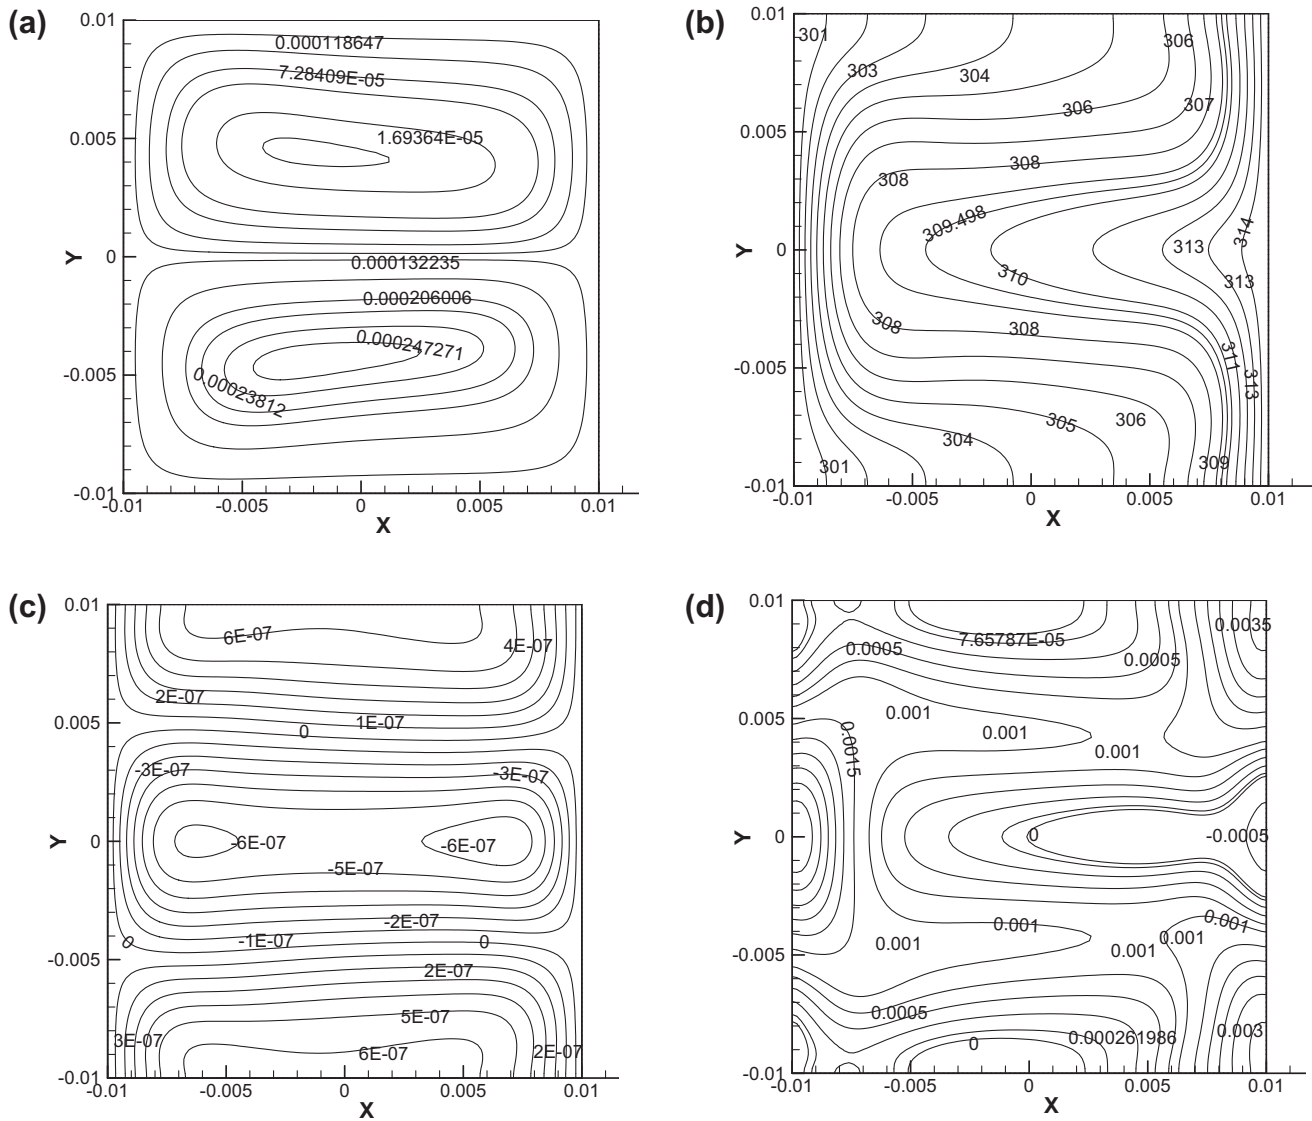 (a)
0.01
0.005
0
-0.005
-0.01
Y
0.000118647
7.28409E-05
1.69364E-05
0.000132235
0.000206006
0.000247271
0.00023812
-0.01
-0.005
0
0.005
0.01
X
(b)
0.01
0.005
0
-0.005
-0.01
Y
301
303
304
306
306
307
308
308
309.498
310
313
314
313
308
308
311
313
305
306
304
301
309
-0.01
-0.005
0
0.005
0.01
X
(c)
0.01
0.005
0
-0.005
-0.01
Y
6E-07
4E-07
2E-07
1E-07
0
-3E-07
-3E-07
-6E-07
-6E-07
-5E-07
-2E-07
0
-1E-07
0
2E-07
5E-07
3E-07
6E-07
2E-07
-0.01
-0.005
0
0.005
0.01
X
(d)
0.01
0.005
0
-0.005
-0.01
Y
0.0035
7.65787E-05
0.0005
0.0005
0.001
0.001
0.001
0.0015
0
-0.0005
0.001
0.001
0.001
0.001
0.001
0.0005
0.003
0.000261986
0
-0.01
-0.005
0
0.005
0.01
X